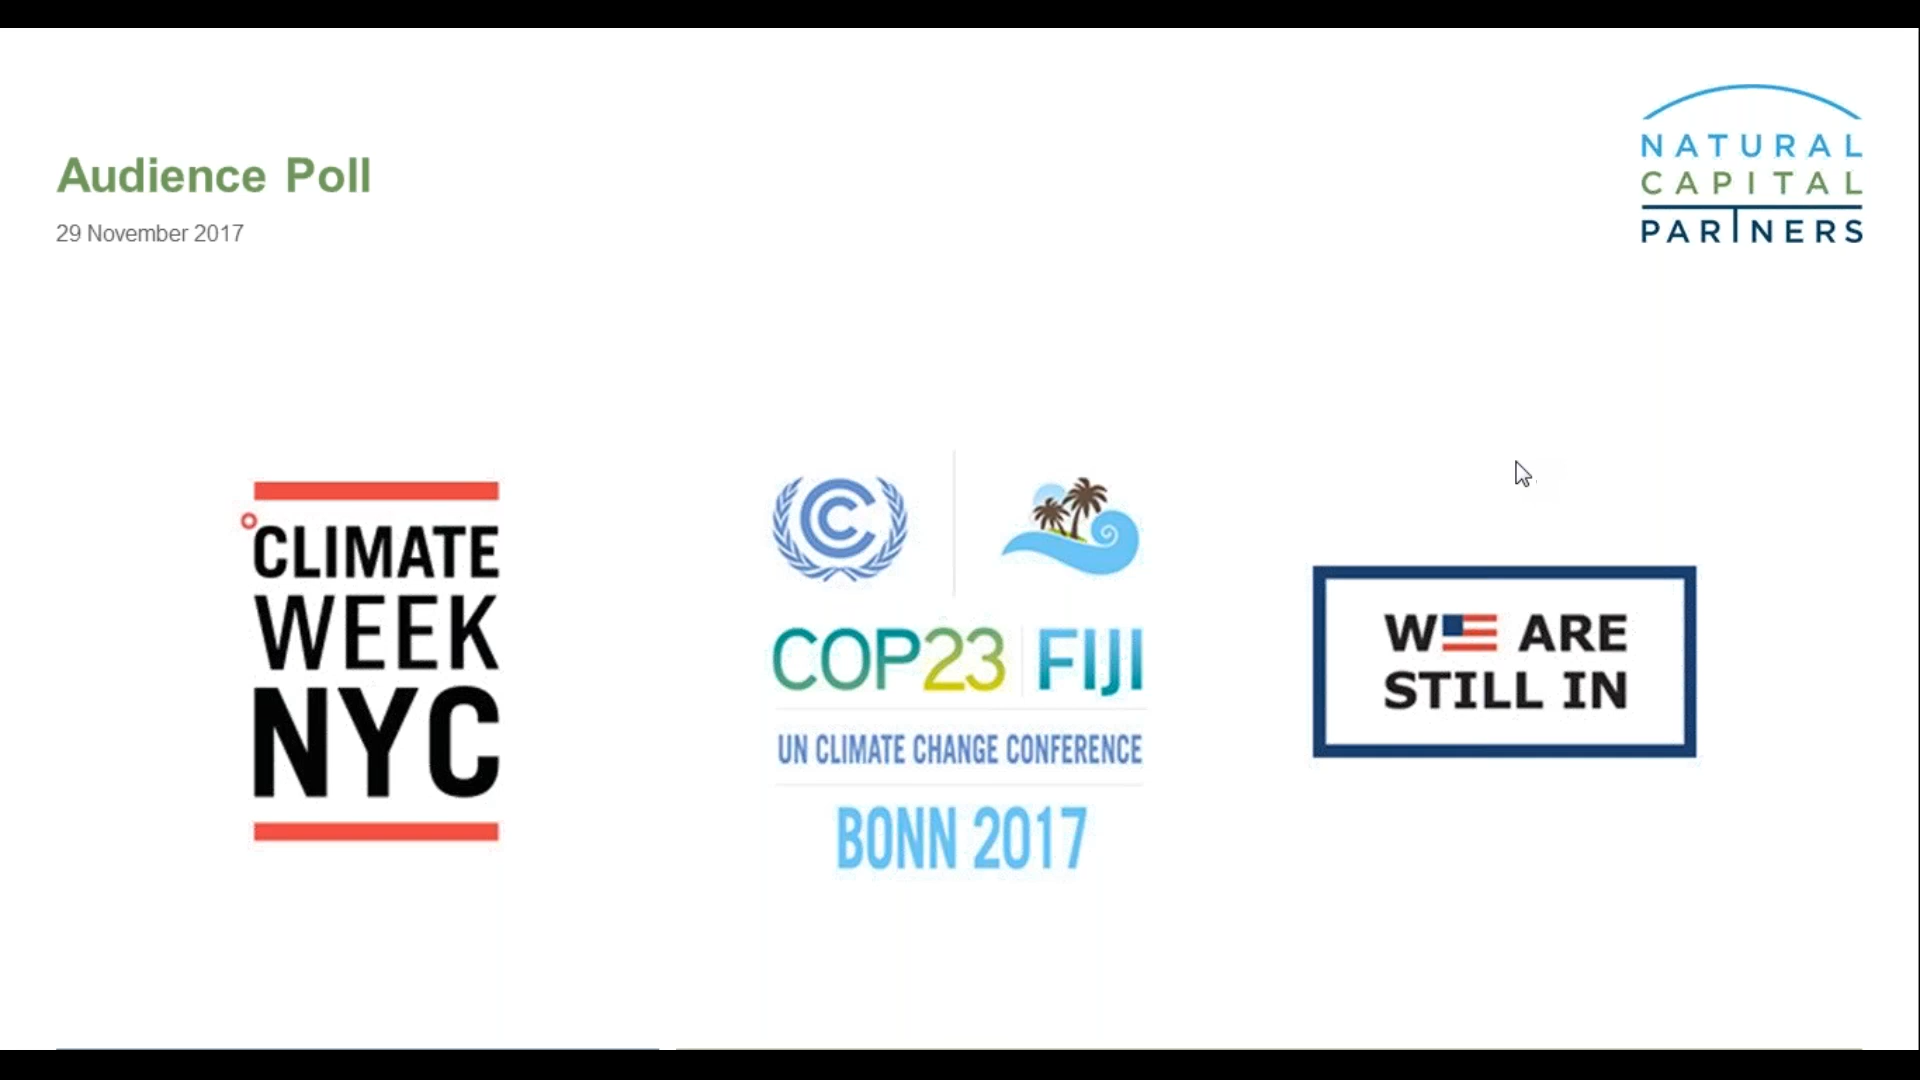 Audience Poll
29 November 2017
NATURAL
CAPITAL
PARTNERS
°CLIMATE
WEEK
NYC
COP23 FIJI
UN CLIMATE CHANGE CONFERENCE
BONN 2017
WE ARE
STILL IN